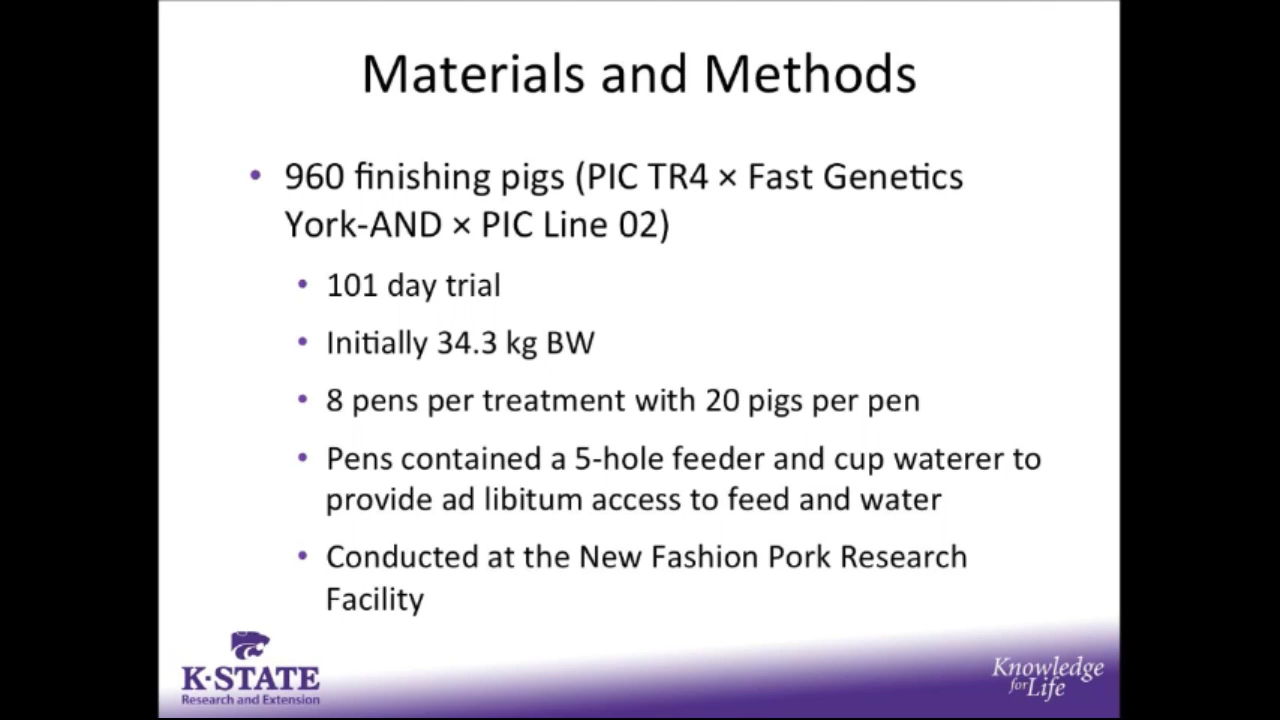 Materials and Methods
• 960 finishing pigs (PIC TR4 × Fast Genetics
York-AND × PIC Line 02)
• 101 day trial
• Initially 34.3 kg BW
• 8 pens per treatment with 20 pigs per pen
• Pens contained a 5-hole feeder and cup waterer to
provide ad libitum access to feed and water
• Conducted at the New Fashion Pork Research
Facility
K-STATE
Research and Extension
Knowledge
for Life